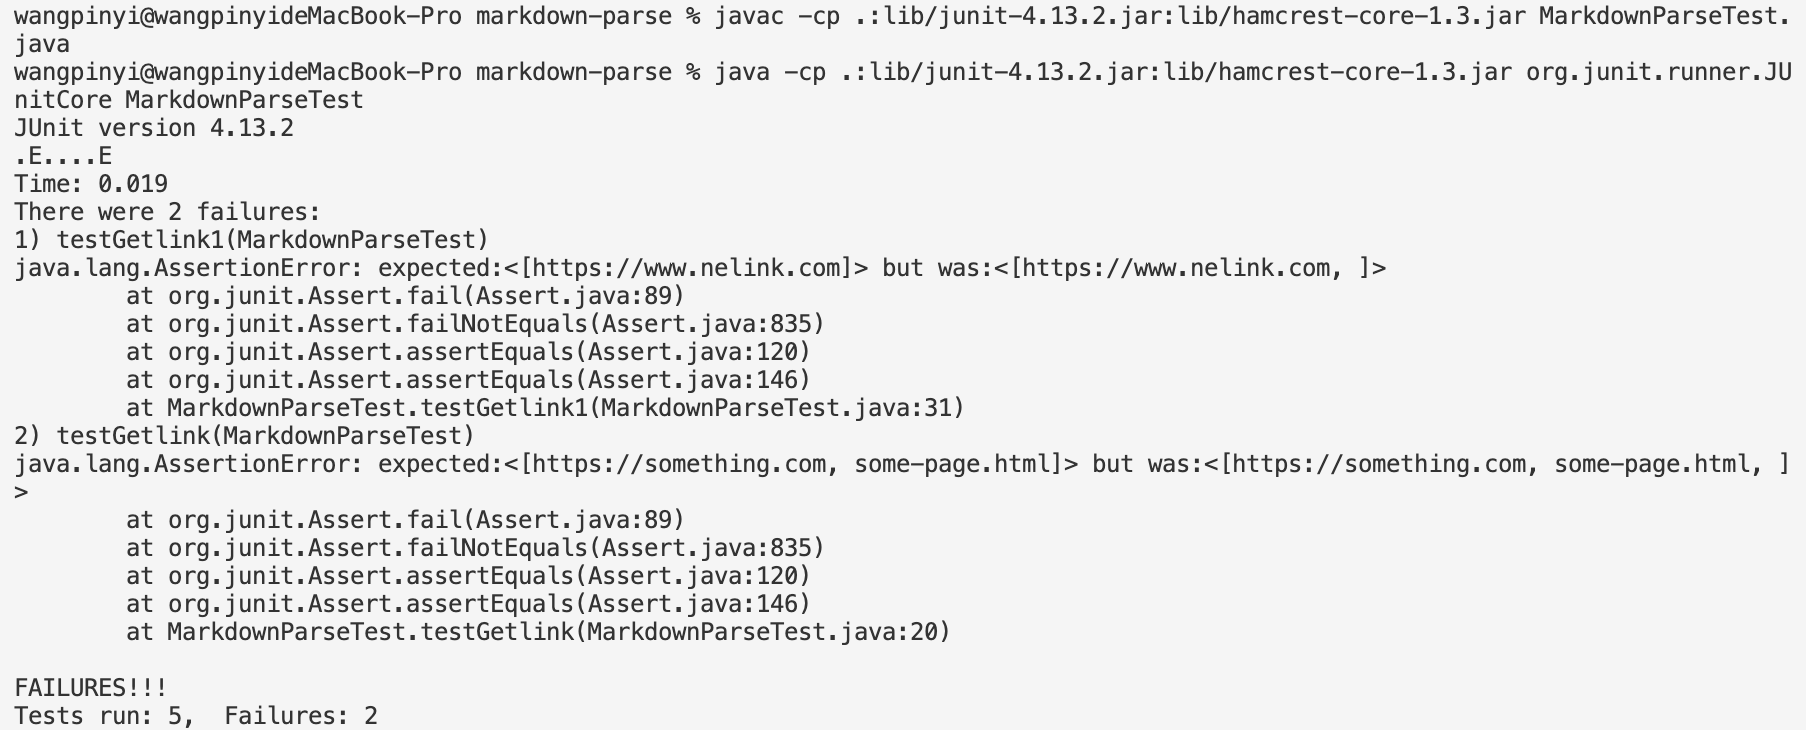 wangpinyi@wangpinyideMacBook-Pro markdown-parse % javac -cp .:lib/junit-4.13.2.jar:lib/hamcrest-core-1.3.jar MarkdownParseTest.
java
wangpinyi@wangpinyideMacBook-Pro markdown-parse % java -cp .:lib/junit-4.13.2.jar:lib/hamcrest-core-1.3.jar org.junit.runner.JU
nitCore MarkdownParseTest
JUnit version 4.13.2
.E....E
Time: 0.019
There were 2 failures:
1) testGetlink1(MarkdownParseTest)
java.lang.AssertionError: expected:<[https://www.nelink.com]> but was:<[https://www.nelink.com, ]>
        at org.junit.Assert.fail(Assert.java:89)
        at org.junit.Assert.failNotEquals(Assert.java:835)
        at org.junit.Assert.assertEquals(Assert.java:120)
        at org.junit.Assert.assertEquals(Assert.java:146)
        at MarkdownParseTest.testGetlink1(MarkdownParseTest.java:31)
2) testGetlink(MarkdownParseTest)
java.lang.AssertionError: expected:<[https://something.com, some-page.html]> but was:<[https://something.com, some-page.html, ]
>
        at org.junit.Assert.fail(Assert.java:89)
        at org.junit.Assert.failNotEquals(Assert.java:835)
        at org.junit.Assert.assertEquals(Assert.java:120)
        at org.junit.Assert.assertEquals(Assert.java:146)
        at MarkdownParseTest.testGetlink(MarkdownParseTest.java:20)

FAILURES!!!
Tests run: 5,  Failures: 2